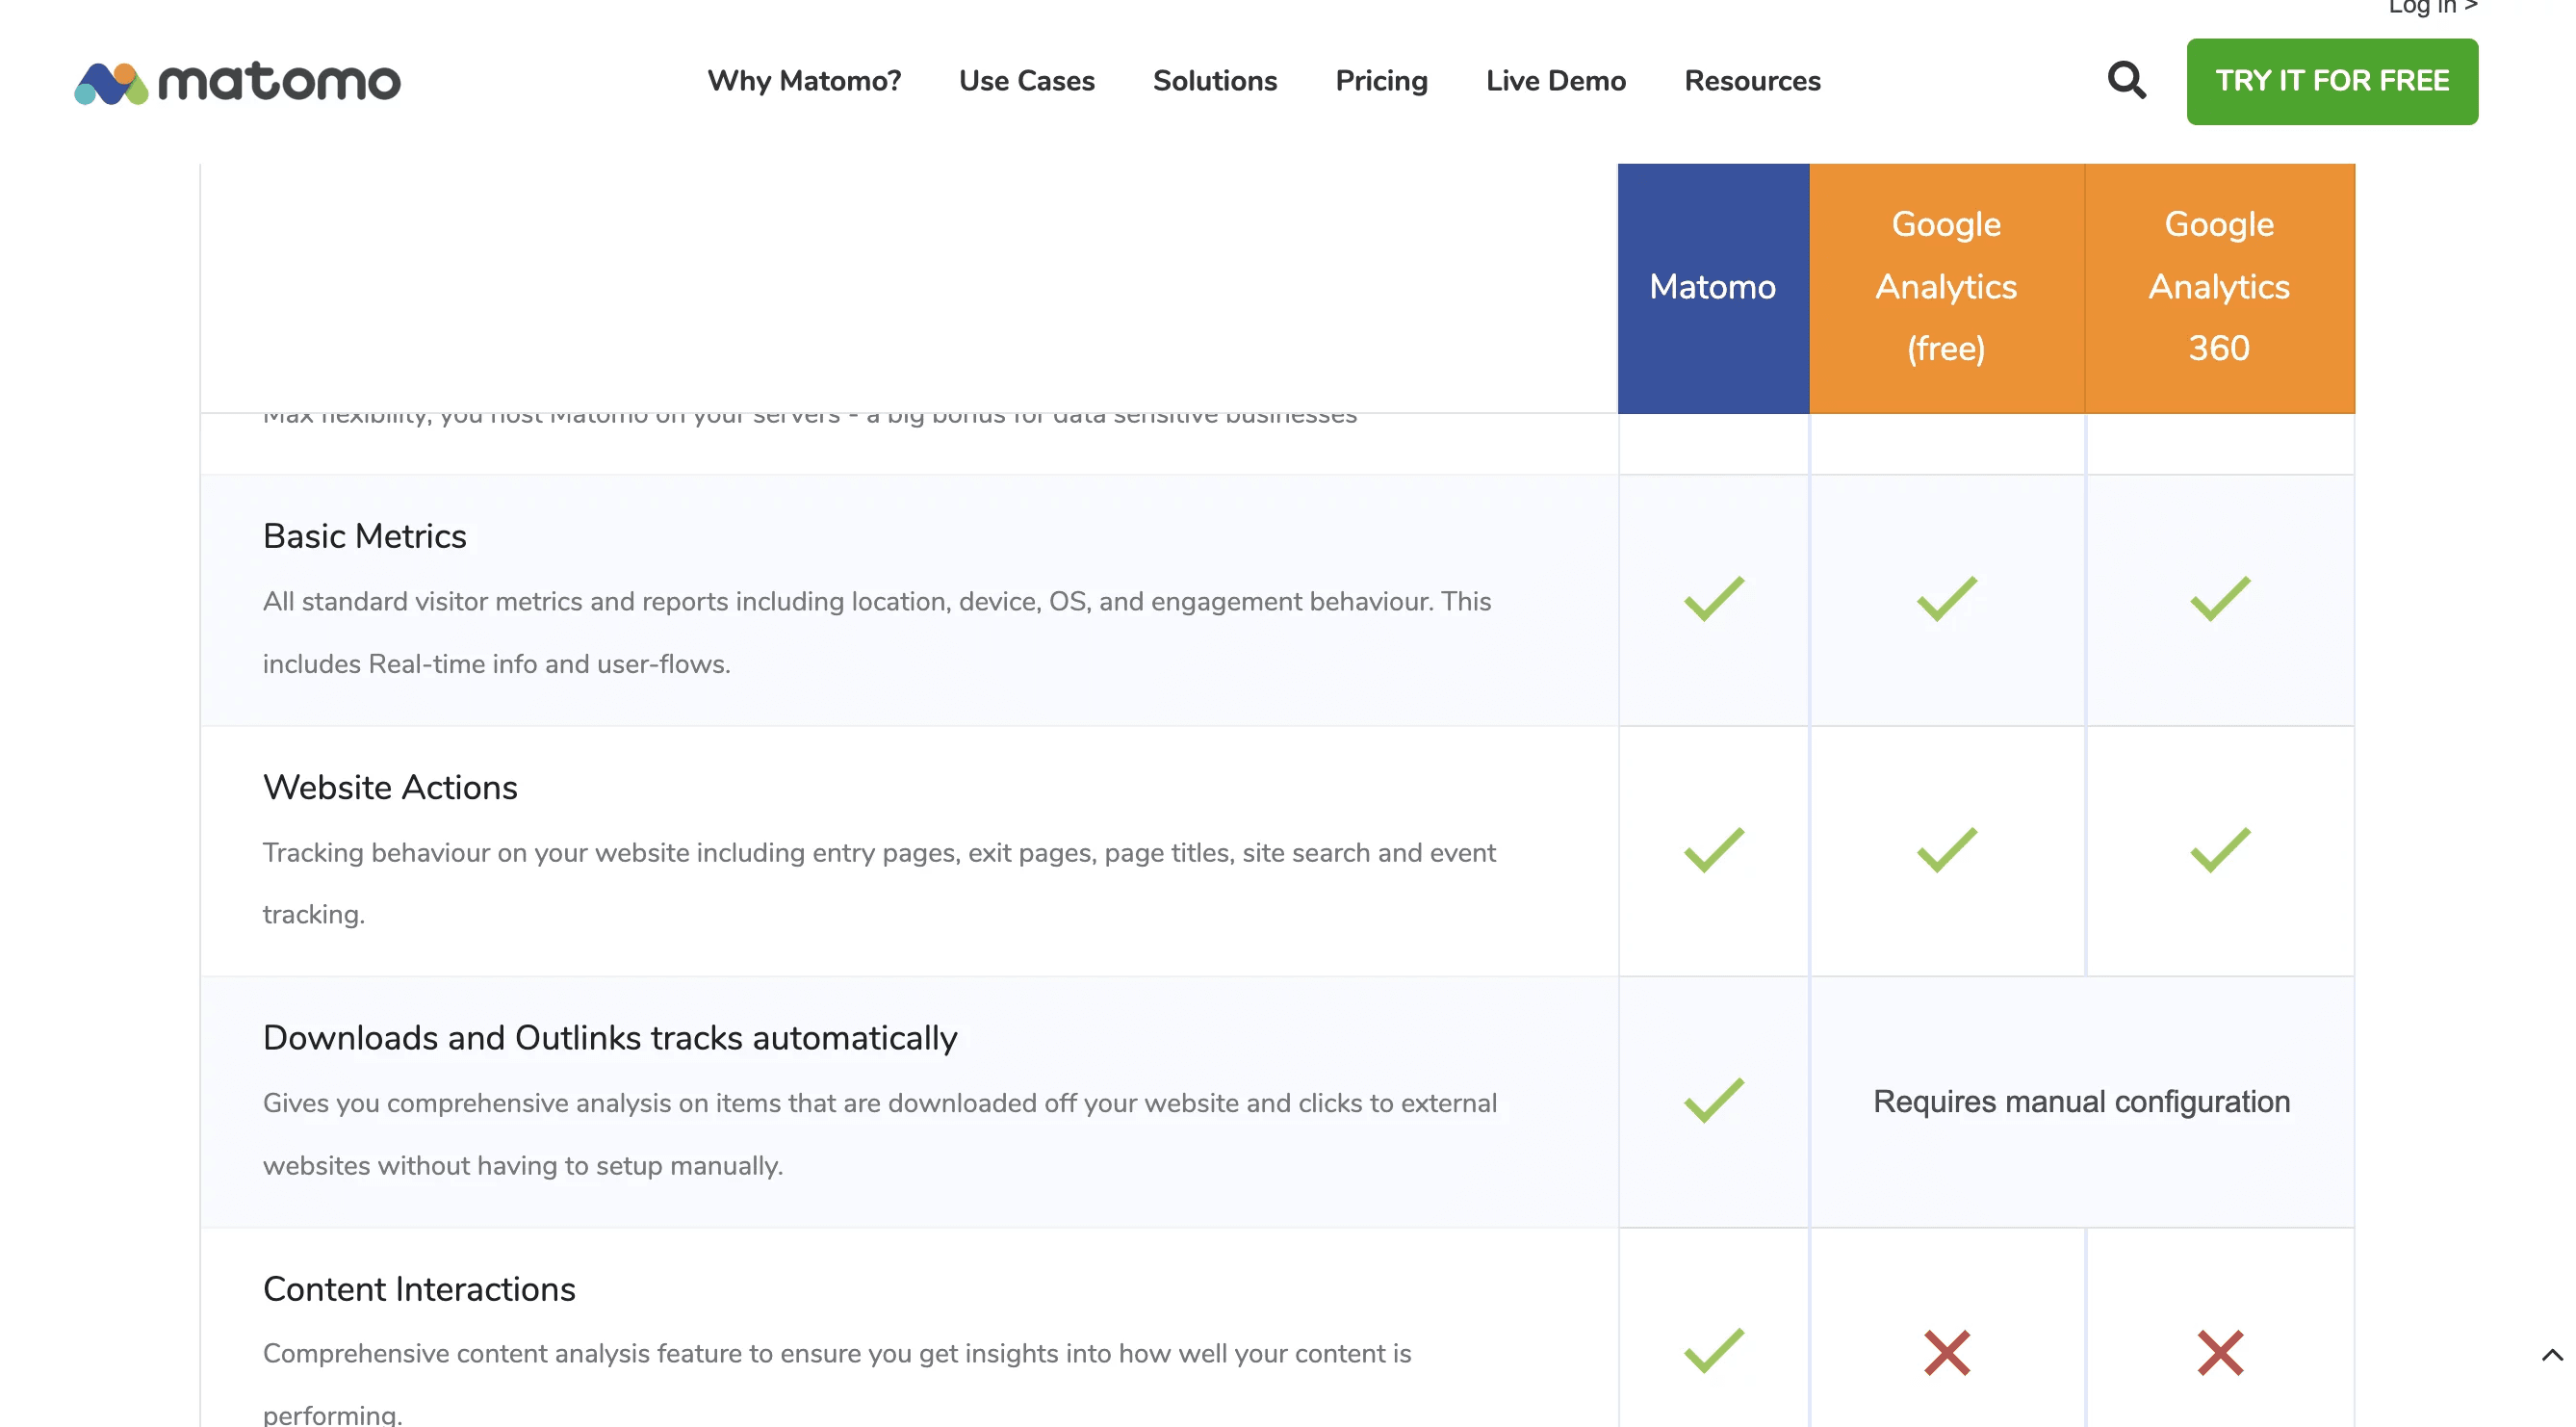 Log in >
matomo
Why Matomo? Use Cases Solutions Pricing Live Demo Resources
TRY IT FOR FREE
Matomo
Google
Analytics
(free)
Google
Analytics
360
Max flexibility, you host Matomo on your servers - a big bonus for data sensitive businesses
Basic Metrics
All standard visitor metrics and reports including location, device, OS, and engagement behaviour. This
includes Real-time info and user-flows.
Website Actions
Tracking behaviour on your website including entry pages, exit pages, page titles, site search and event
tracking.
Downloads and Outlinks tracks automatically
Gives you comprehensive analysis on items that are downloaded off your website and clicks to external
websites without having to setup manually.
Requires manual configuration
Content Interactions
Comprehensive content analysis feature to ensure you get insights into how well your content is
performing.